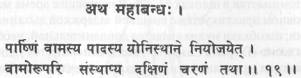 अथ महाबन्धः ।
पार्ष्णिं वामस्य पादस्य योनिस्थाने नियोजयेत् ।
वामोरूपरि संस्थाप्य दक्षिणं चरणं तथा ।। १९ ।।